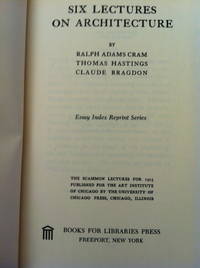 SIX LECTURES
ON ARCHITECTURE
BY
RALPH ADAMS CRAM
THOMAS HASTINGS
CLAUDE BRAGDON
Essay Index Reprint Series
THE SCAMMON LECTURES FOR 1915
PUBLISHED FOR THE ART INSTITUTE
OF CHICAGO BY THE UNIVERSITY OF
CHICAGO PRESS, CHICAGO, ILLINOIS
BOOKS FOR LIBRARIES PRESS
FREEPORT, NEW YORK